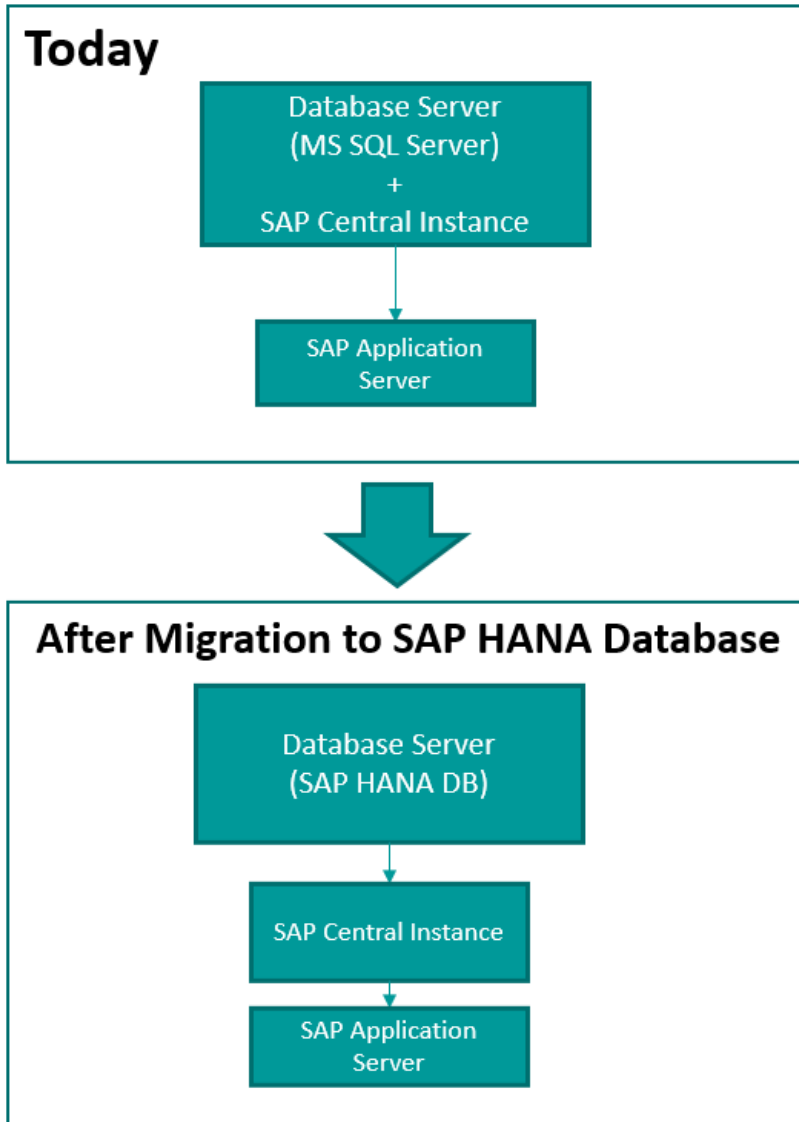 Today
Database Server
(MS SQL Server)
+
SAP Central Instance
SAP Application
Server
After Migration to SAP HANA Database
Database Server
(SAP HANA DB)
SAP Central Instance
SAP Application
Server